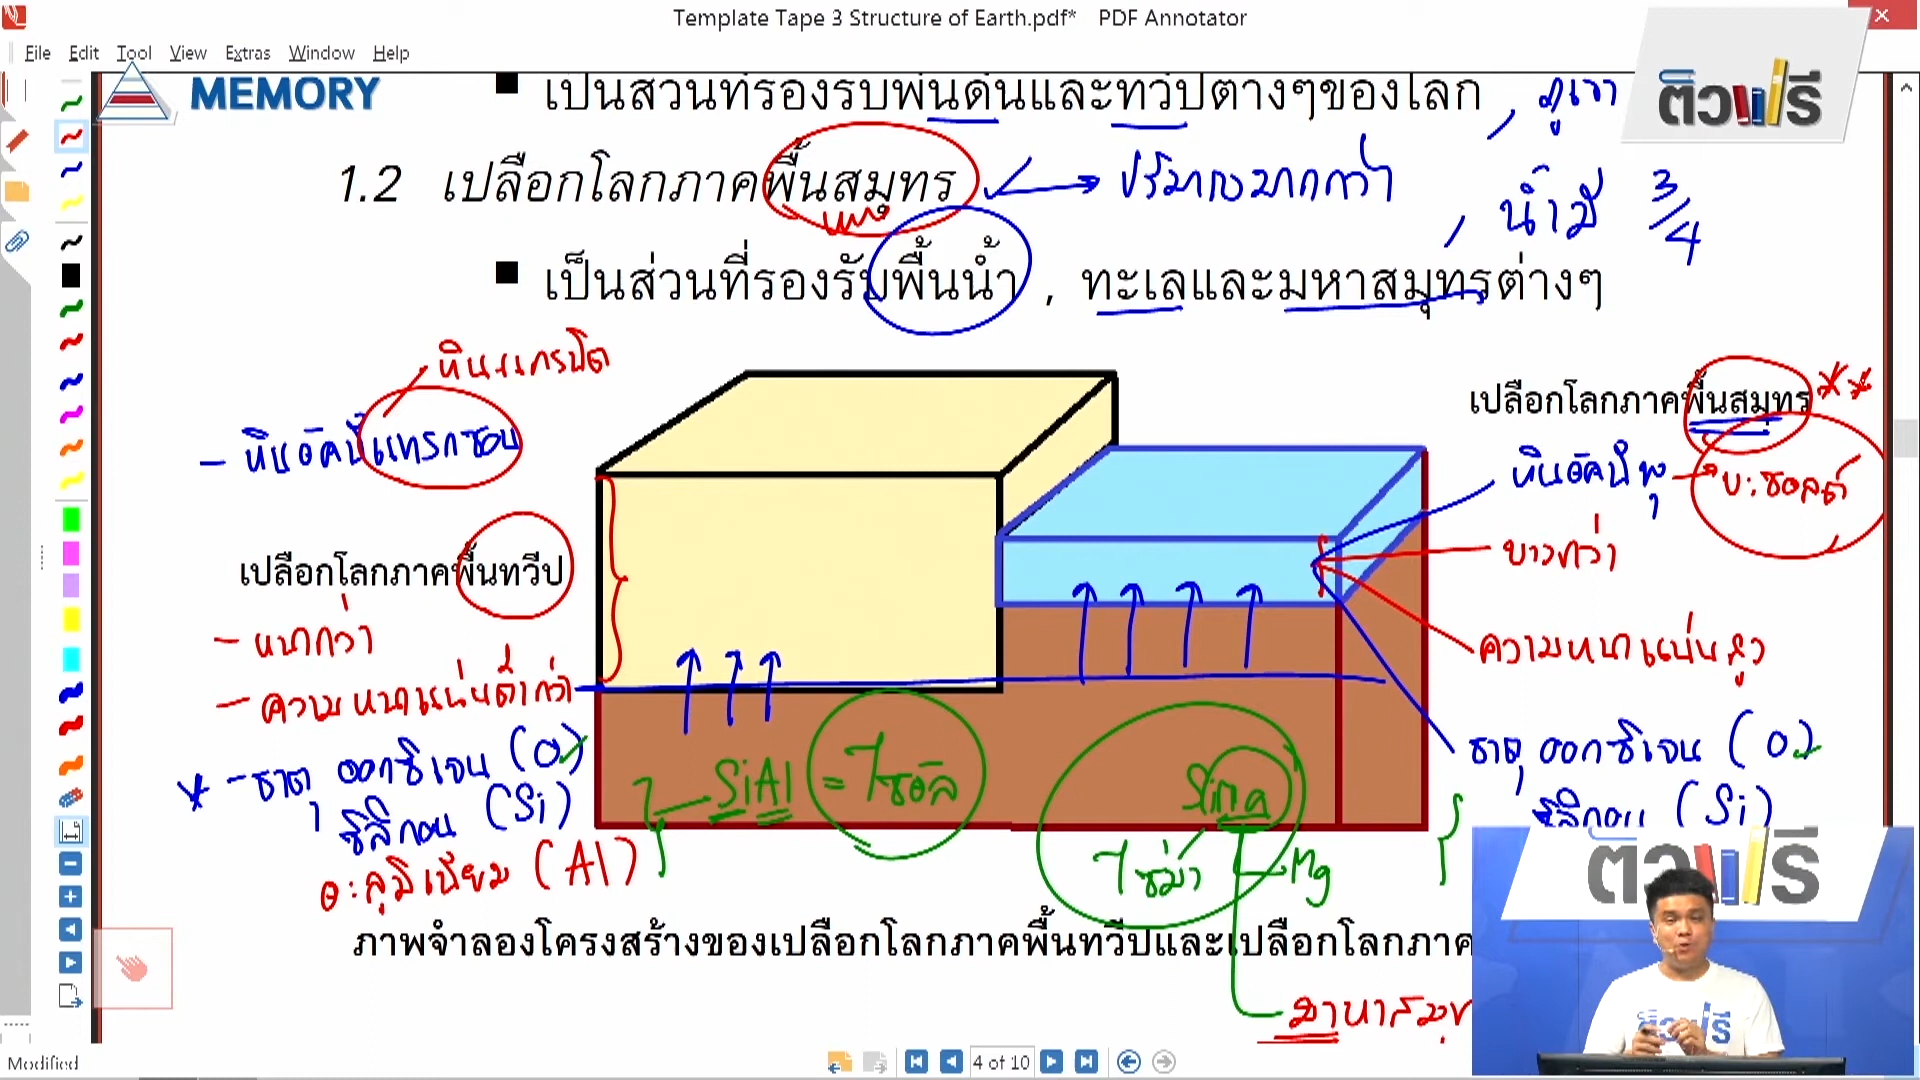 Template Tape 3 Structure of Earth.pdf* PDF Annotator
File Edit Tool View Extras Window Help
MEMORY
ติวฟรี
■ เป็นส่วนที่รองรับพื้นดินและทวีปต่างๆของโลก , ภูเขา
1.2 เปลือกโลกภาคพื้นสมุทร ปริมาณมากกว่า
, น้ำมี 3/4
■ เป็นส่วนที่รองรับพื้นน้ำ , ทะเลและมหาสมุทรต่างๆ
หินแกรนิต
เปลือกโลกภาคพื้นสมุทร **
- หินอัคนีแทรกซอน
หินอัคนีพุ บะซอลต์
บางกว่า
เปลือกโลกภาคพื้นทวีป
- หนากว่า
ความหนาแน่นสูง
- ความหนาแน่นต่ำกว่า
* - ธาตุ ออกซิเจน (O)
ซิลิกอน (Si)
อะลูมิเนียม (Al)
SiAl = ไซอัล
Sima
ไซม่า
Mg
ธาตุ ออกซิเจน (O)
ซิลิกอน (Si)
ติวฟรี
ภาพจำลองโครงสร้างของเปลือกโลกภาคพื้นทวีปและเปลือกโลกภาค
ติวฟรี
Modified
4 of 10